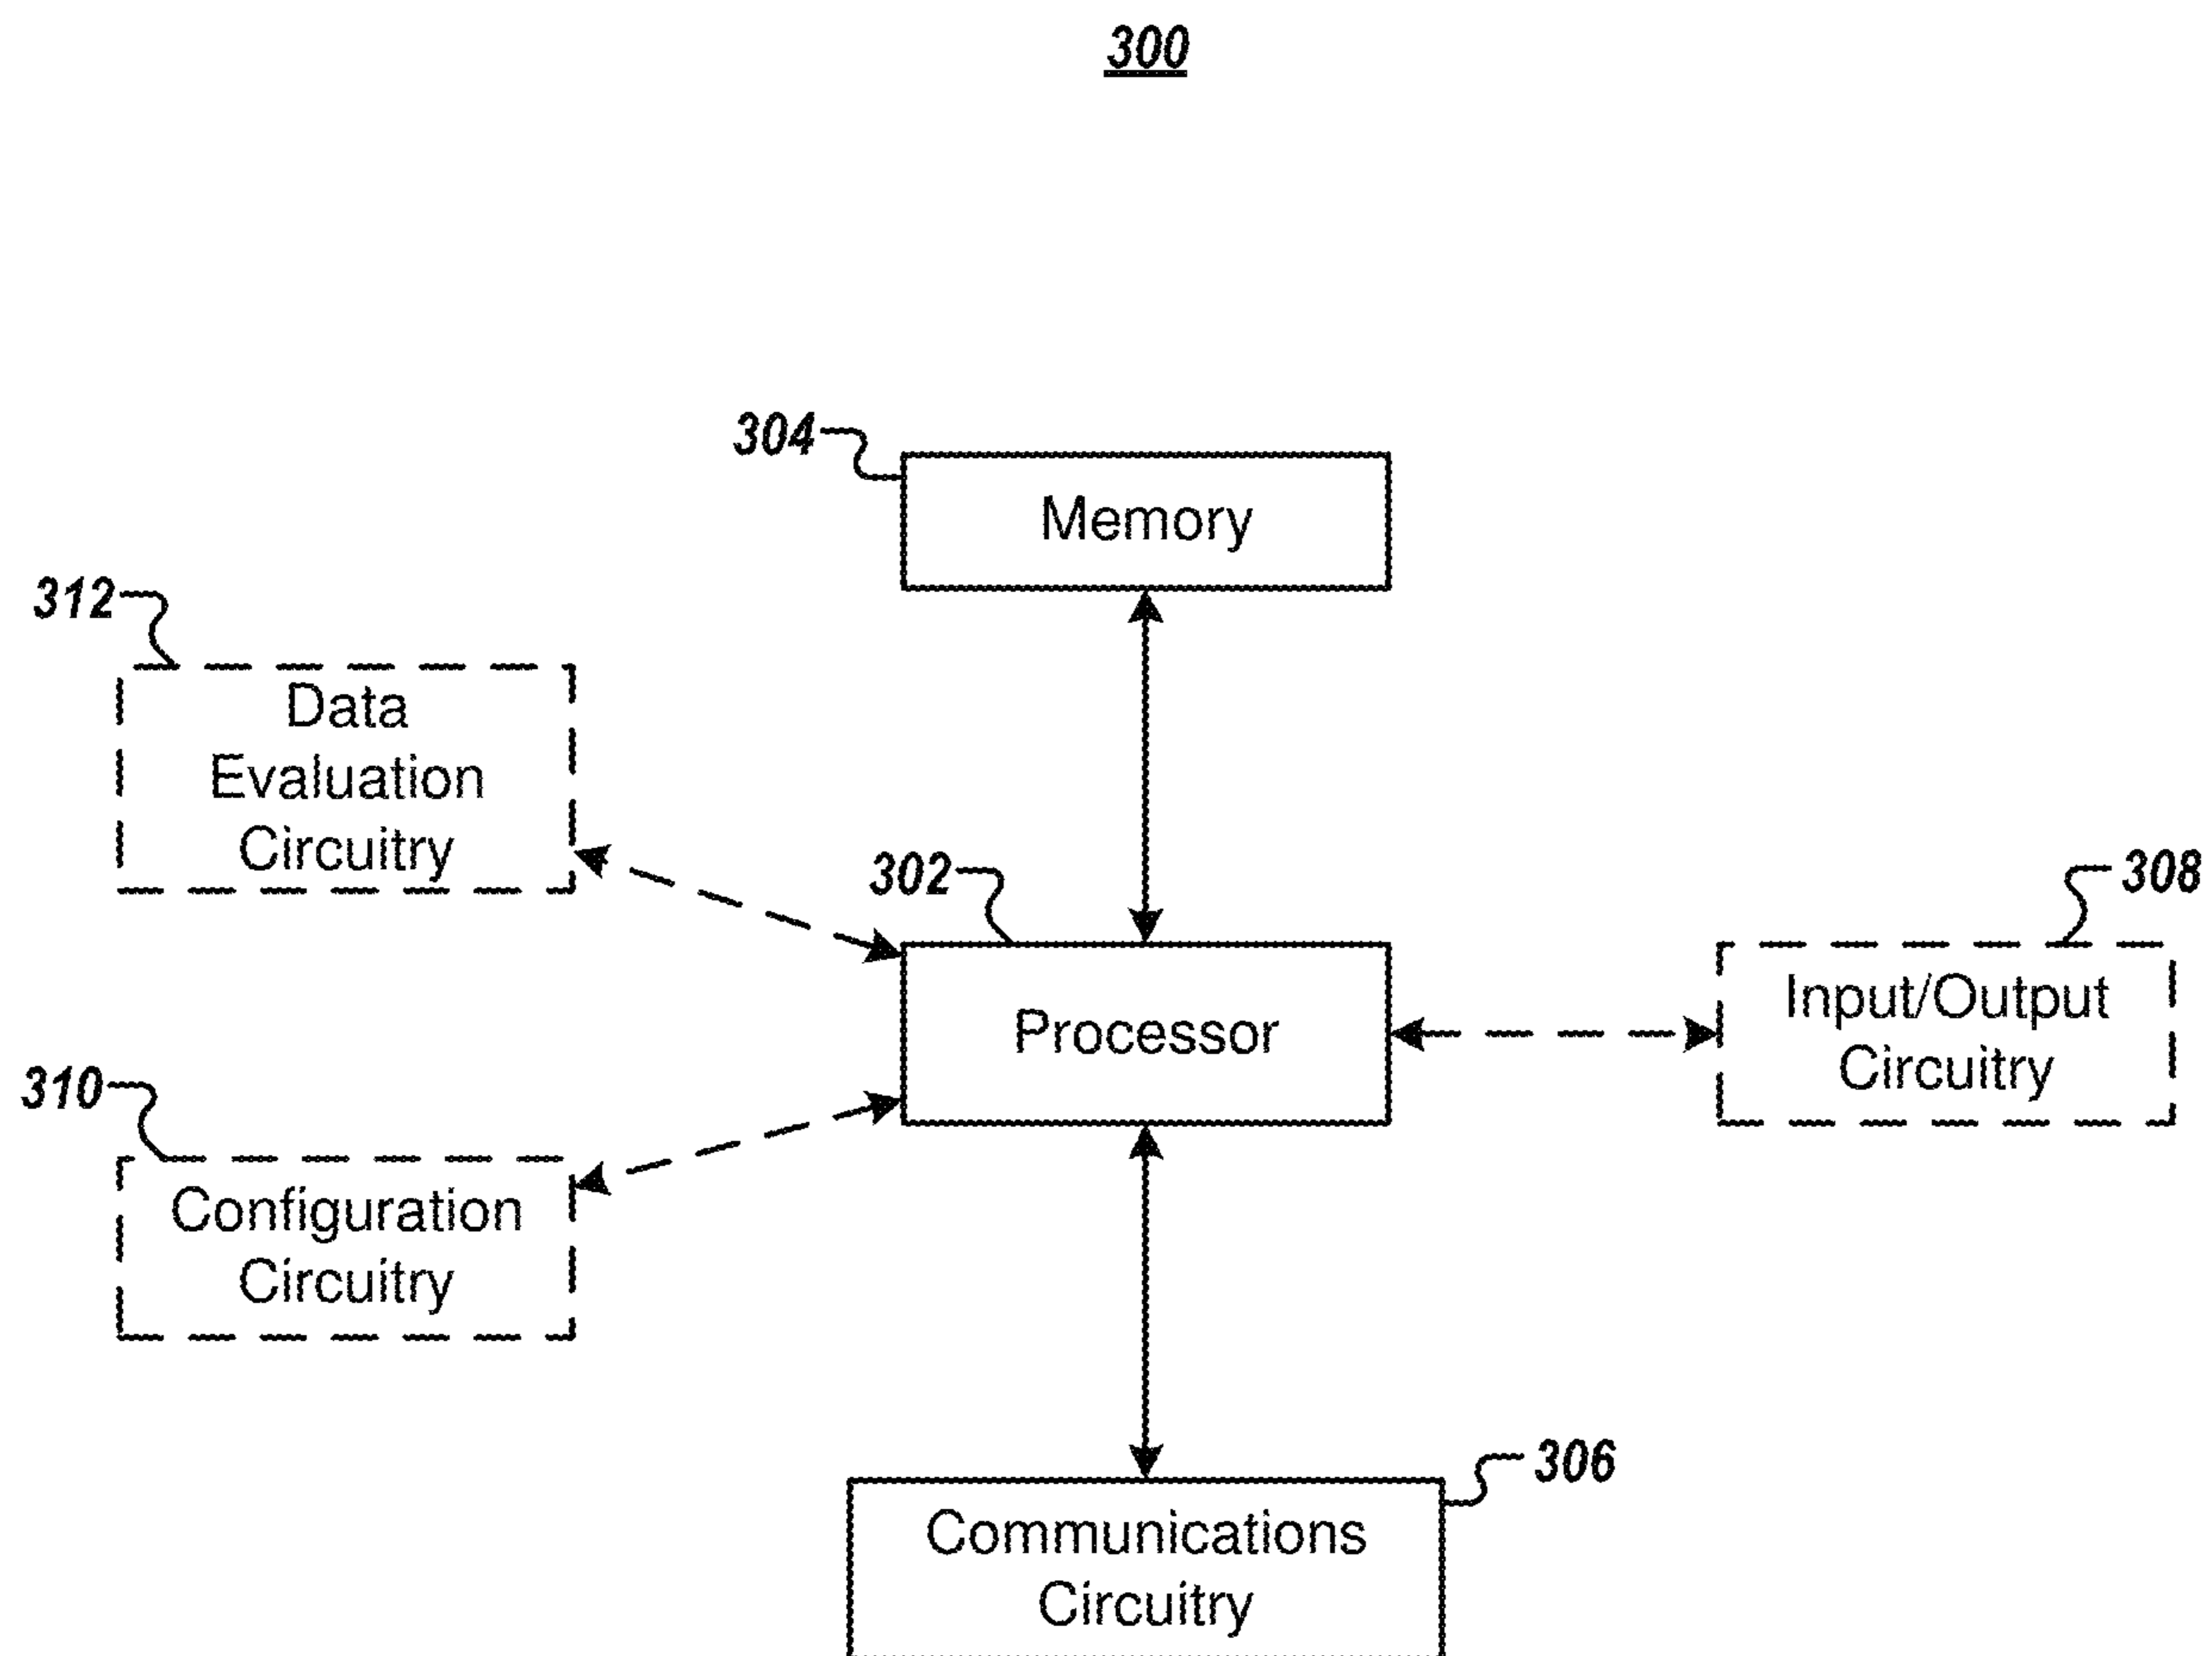 300
304
Memory
312
Data
Evaluation
Circuitry
302
308
Processor
Input/Output
Circuitry
310
Configuration
Circuitry
306
Communications
Circuitry